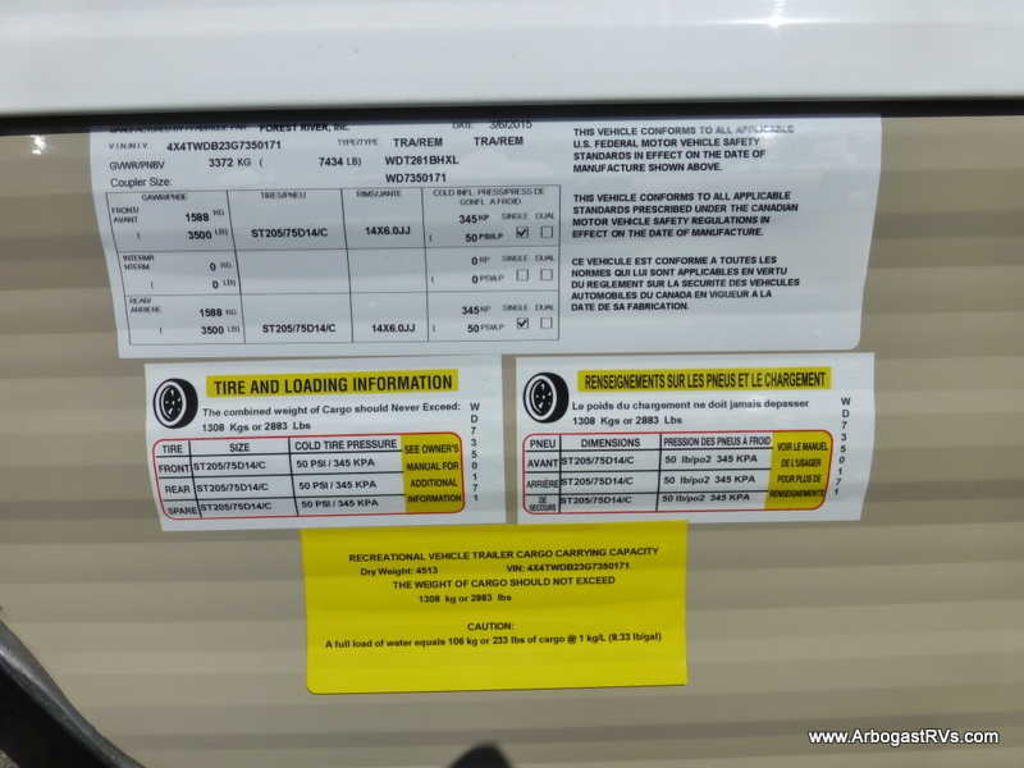 FOREST RIVER, Inc. DATE: 3/6/2015
V.I.N./N.I.V. 4X4TWDB23G7350171 TYPE/TYPE TRA/REM TRA/REM
GVWR/PNBV 3372 KG ( 7434 LB) WDT261BHXL
Coupler Size: WD7350171
GAWR/PNBE TIRES/PNEU RIMS/JANTE COLD INFL. PRESS/PRESS DE
GONFL. A FROID
FRONT/
AVANT 1588 KG 345 KP SINGLE DUAL
( 3500 LB) ST205/75D14/C 14X6.0JJ ( 50 PSI/LP
INTERMR
INTERM. 0 KG 0 KP SINGLE DUAL
( 0 LB) ( 0 PSI/LP
REAR/
ARRIERE 1588 KG 345 KP SINGLE DUAL
( 3500 LB) ST205/75D14/C 14X6.0JJ ( 50 PSI/LP
THIS VEHICLE CONFORMS TO ALL APPLICABLE
U.S. FEDERAL MOTOR VEHICLE SAFETY
STANDARDS IN EFFECT ON THE DATE OF
MANUFACTURE SHOWN ABOVE.
THIS VEHICLE CONFORMS TO ALL APPLICABLE
STANDARDS PRESCRIBED UNDER THE CANADIAN
MOTOR VEHICLE SAFETY REGULATIONS IN
EFFECT ON THE DATE OF MANUFACTURE.
CE VEHICULE EST CONFORME A TOUTES LES
NORMES QUI LUI SONT APPLICABLES EN VERTU
DU REGLEMENT SUR LA SECURITE DES VEHICULES
AUTOMOBILES DU CANADA EN VIGUEUR A LA
DATE DE SA FABRICATION.
TIRE AND LOADING INFORMATION
The combined weight of Cargo should Never Exceed:
1308 Kgs or 2883 Lbs
TIRE SIZE COLD TIRE PRESSURE
FRONT ST205/75D14/C 50 PSI / 345 KPA
REAR ST205/75D14/C 50 PSI / 345 KPA
SPARE ST205/75D14/C 50 PSI / 345 KPA
SEE OWNER'S
MANUAL FOR
ADDITIONAL
INFORMATION
WD7350171
RENSEIGNEMENTS SUR LES PNEUS ET LE CHARGEMENT
Le poids du chargement ne doit jamais depasser
1308 Kgs or 2883 Lbs
PNEU DIMENSIONS PRESSION DES PNEUS À FROID
AVANT ST205/75D14/C 50 lb/po2 345 KPA
ARRIÈRE ST205/75D14/C 50 lb/po2 345 KPA
DE
SECOURS ST205/75D14/C 50 lb/po2 345 KPA
VOIR LE MANUEL
DE L'USAGER
POUR PLUS DE
RENSEIGNEMENTS
WD7350171
RECREATIONAL VEHICLE TRAILER CARGO CARRYING CAPACITY
Dry Weight: 4513 VIN: 4X4TWDB23G7350171
THE WEIGHT OF CARGO SHOULD NOT EXCEED
1308 kg or 2883 lbs
CAUTION:
A full load of water equals 106 kg or 233 lbs of cargo @ 1 kg/L (8.33 lb/gal)
www.ArbogastRVs.com